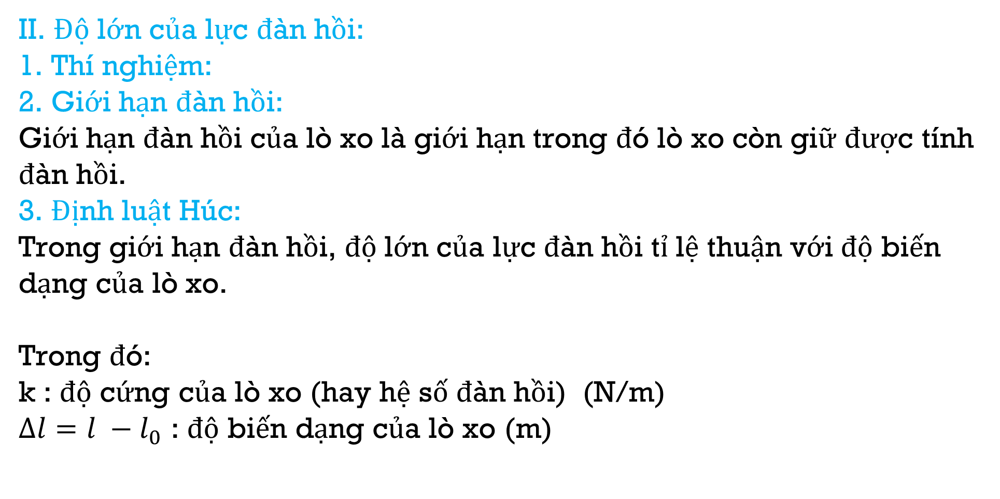 II. Độ lớn của lực đàn hồi:
1. Thí nghiệm:
2. Giới hạn đàn hồi:
Giới hạn đàn hồi của lò xo là giới hạn trong đó lò xo còn giữ được tính
đàn hồi.
3. Định luật Húc:
Trong giới hạn đàn hồi, độ lớn của lực đàn hồi tỉ lệ thuận với độ biến
dạng của lò xo.
Trong đó:
k : độ cứng của lò xo (hay hệ số đàn hồi) (N/m)
Δl = l − l₀ : độ biến dạng của lò xo (m)